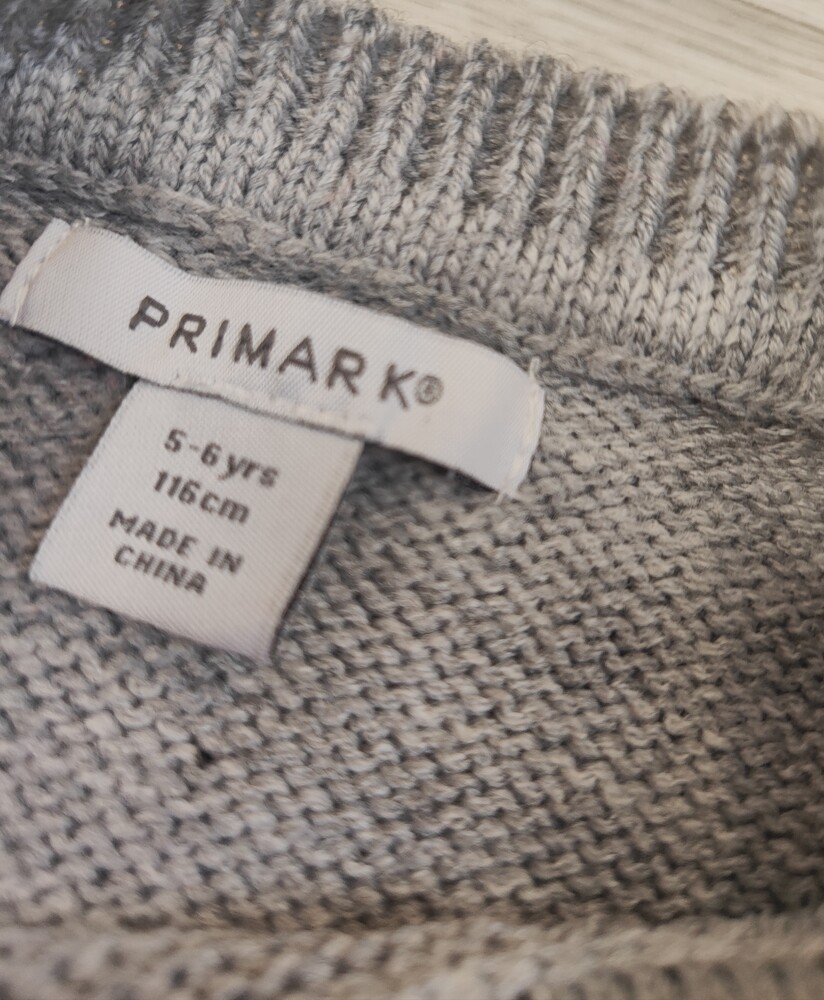 PRIMARK®
5-6 yrs
116cm
MADE IN
CHINA